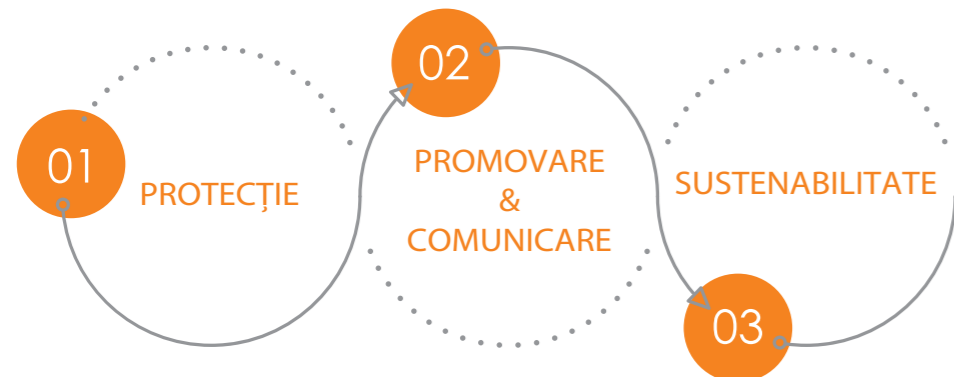 01
PROTECȚIE
02
PROMOVARE
&
COMUNICARE
SUSTENABILITATE
03